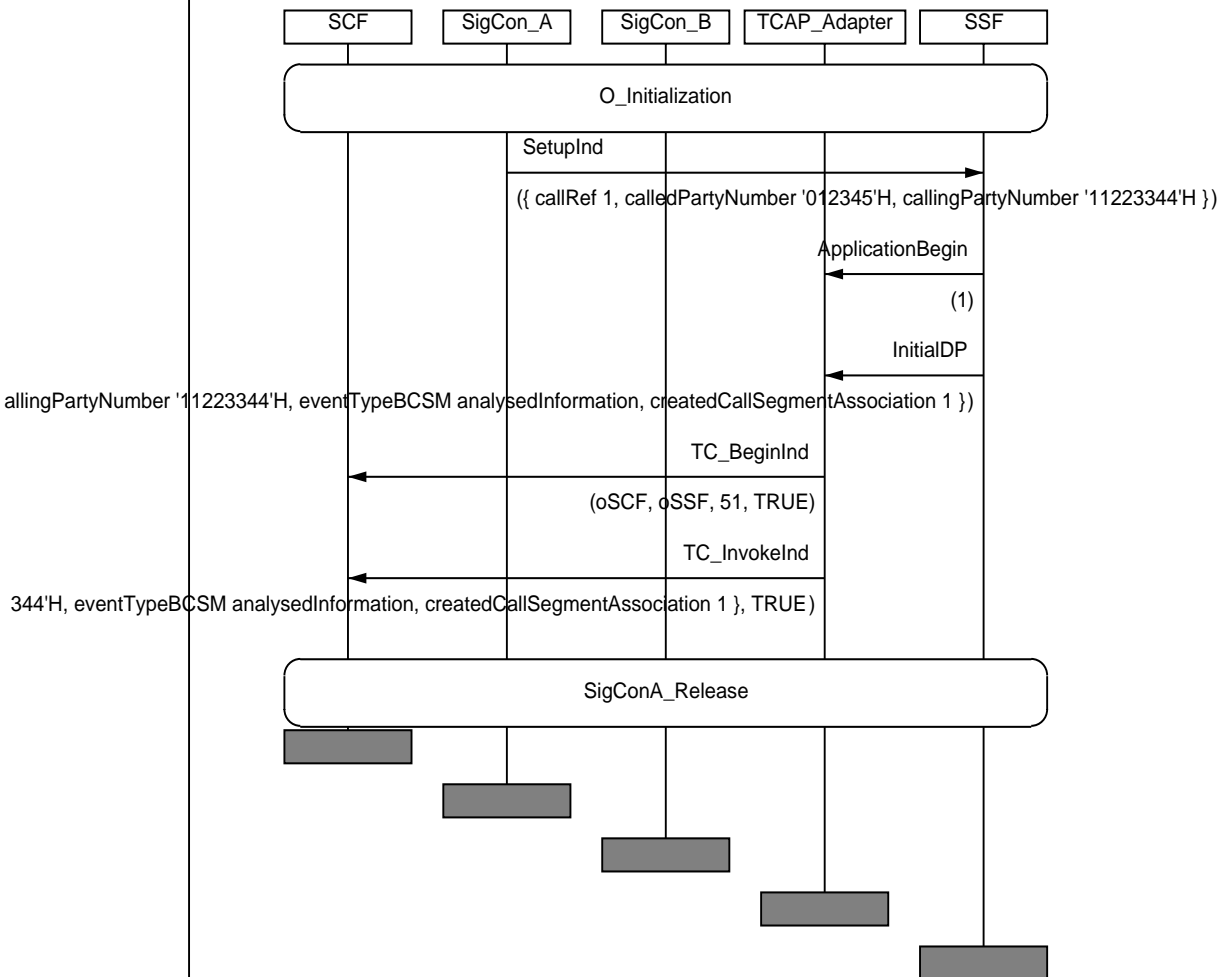 SCF SigCon_A SigCon_B TCAP_Adapter SSF
O_Initialization
SetupInd
({ callRef 1, calledPartyNumber '012345'H, callingPartyNumber '11223344'H })
ApplicationBegin
(1)
InitialDP
allingPartyNumber '11223344'H, eventTypeBCSM analysedInformation, createdCallSegmentAssociation 1 })
TC_BeginInd
(oSCF, oSSF, 51, TRUE)
TC_InvokeInd
344'H, eventTypeBCSM analysedInformation, createdCallSegmentAssociation 1 }, TRUE)
SigConA_Release